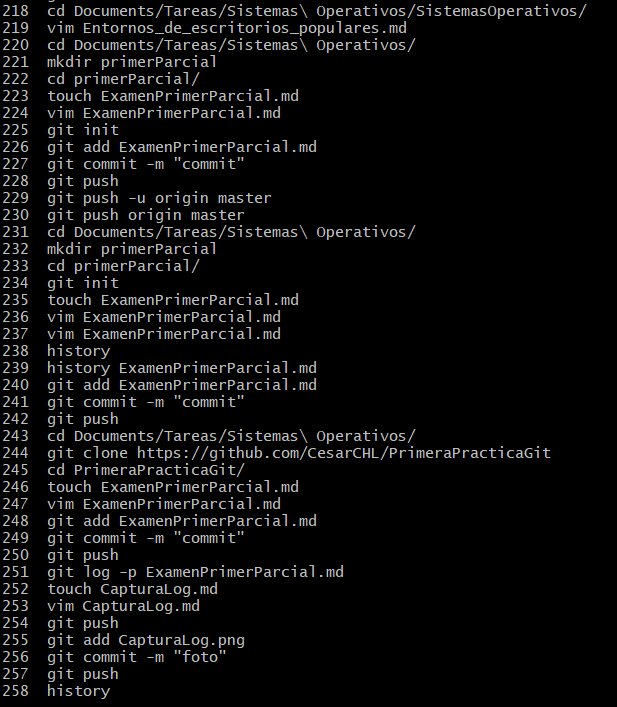 218 cd Documents/Tareas/Sistemas\ Operativos/SistemasOperativos/
219 vim Entornos_de_escritorios_populares.md
220 cd Documents/Tareas/Sistemas\ Operativos/
221 mkdir primerParcial
222 cd primerParcial/
223 touch ExamenPrimerParcial.md
224 vim ExamenPrimerParcial.md
225 git init
226 git add ExamenPrimerParcial.md
227 git commit -m "commit"
228 git push
229 git push -u origin master
230 git push origin master
231 cd Documents/Tareas/Sistemas\ Operativos/
232 mkdir primerParcial
233 cd primerParcial/
234 git init
235 touch ExamenPrimerParcial.md
236 vim ExamenPrimerParcial.md
237 vim ExamenPrimerParcial.md
238 history
239 history ExamenPrimerParcial.md
240 git add ExamenPrimerParcial.md
241 git commit -m "commit"
242 git push
243 cd Documents/Tareas/Sistemas\ Operativos/
244 git clone https://github.com/CesarCHL/PrimeraPracticaGit
245 cd PrimeraPracticaGit/
246 touch ExamenPrimerParcial.md
247 vim ExamenPrimerParcial.md
248 git add ExamenPrimerParcial.md
249 git commit -m "commit"
250 git push
251 git log -p ExamenPrimerParcial.md
252 touch CapturaLog.md
253 vim CapturaLog.md
254 git push
255 git add CapturaLog.png
256 git commit -m "foto"
257 git push
258 history